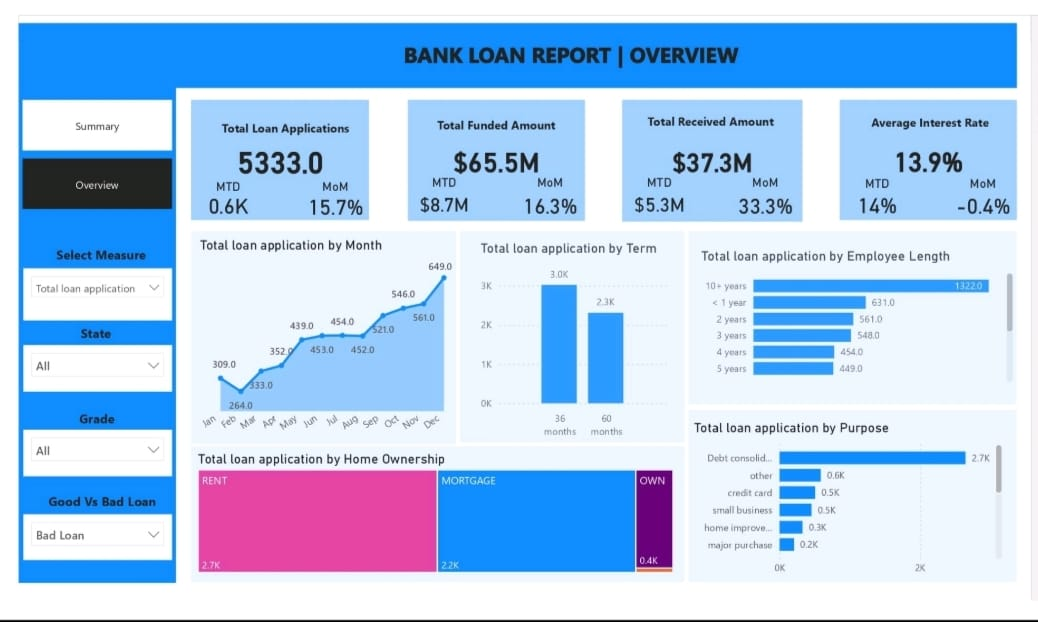 BANK LOAN REPORT | OVERVIEW
Summary
Overview
Select Measure
Total loan application
State
All
Grade
All
Good Vs Bad Loan
Bad Loan
Total Loan Applications
5333.0
MTD MoM
0.6K 15.7%
Total Funded Amount
$65.5M
MTD MoM
$8.7M 16.3%
Total Received Amount
$37.3M
MTD MoM
$5.3M 33.3%
Average Interest Rate
13.9%
MTD MoM
14% -0.4%
Total loan application by Month
309.0
264.0
333.0
352.0
439.0
453.0
454.0
452.0
521.0
546.0
561.0
649.0
Jan Feb Mar Apr May Jun Jul Aug Sep Oct Nov Dec
Total loan application by Term
3K
2K
1K
0K
3.0K
2.3K
36 60
months months
Total loan application by Employee Length
10+ years 1322.0
< 1 year 631.0
2 years 561.0
3 years 548.0
4 years 454.0
5 years 449.0
Total loan application by Home Ownership
RENT MORTGAGE OWN
2.7K 2.2K 0.4K
Total loan application by Purpose
Debt consolid... 2.7K
other 0.6K
credit card 0.5K
small business 0.5K
home improve... 0.3K
major purchase 0.2K
0K 2K